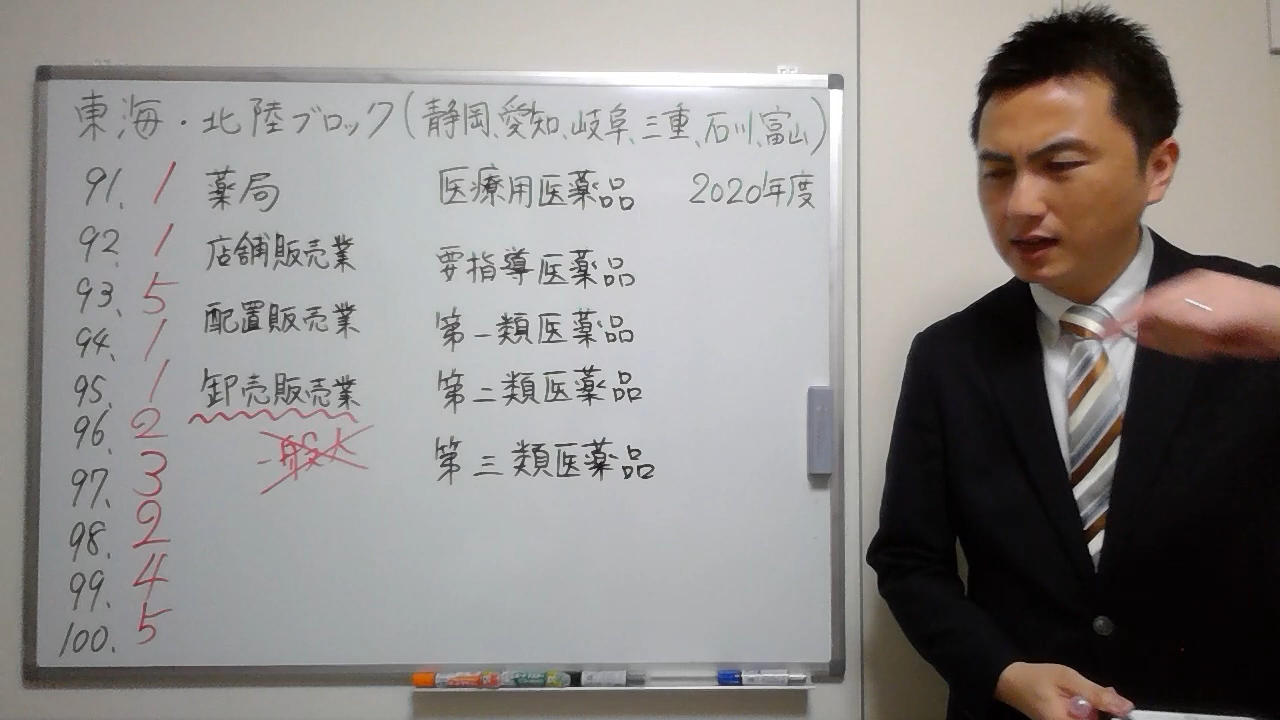 東海・北陸ブロック(静岡、愛知、岐阜、三重、石川、富山)
91. 1 薬局 医療用医薬品 2020年度
92. 1 店舗販売業 要指導医薬品
93. 5 配置販売業 第一類医薬品
94. 1
95. 1 卸売販売業 第二類医薬品
96. 2 一般人
97. 3 第三類医薬品
98. 2
99. 4
100. 5